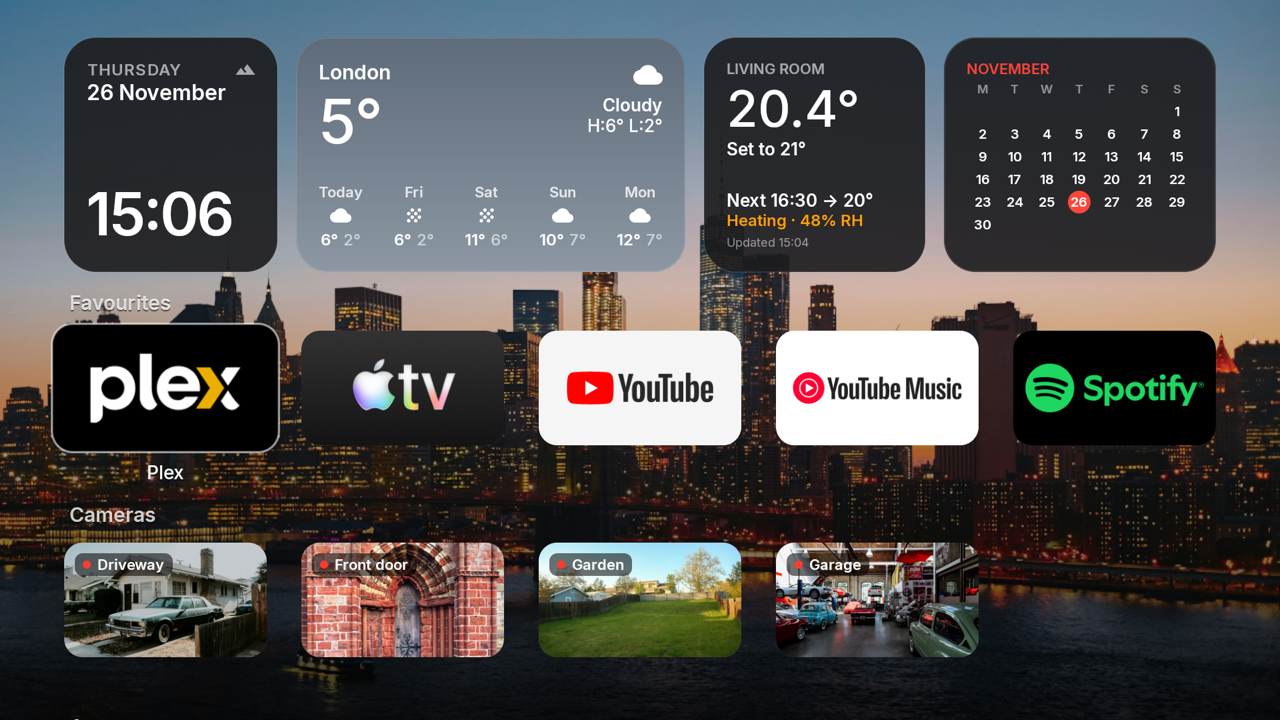 THURSDAY
26 November
15:06
London
5°
Cloudy
H:6° L:2°
Today Fri Sat Sun Mon
6° 2° 6° 2° 11° 6° 10° 7° 12° 7°
LIVING ROOM
20.4°
Set to 21°
Next 16:30 → 20°
Heating · 48% RH
Updated 15:04
NOVEMBER
M T W T F S S
1
2 3 4 5 6 7 8
9 10 11 12 13 14 15
16 17 18 19 20 21 22
23 24 25 26 27 28 29
30
Favourites
plex
tv
YouTube
YouTube Music
Spotify®
Plex
Cameras
Driveway
Front door
Garden
Garage